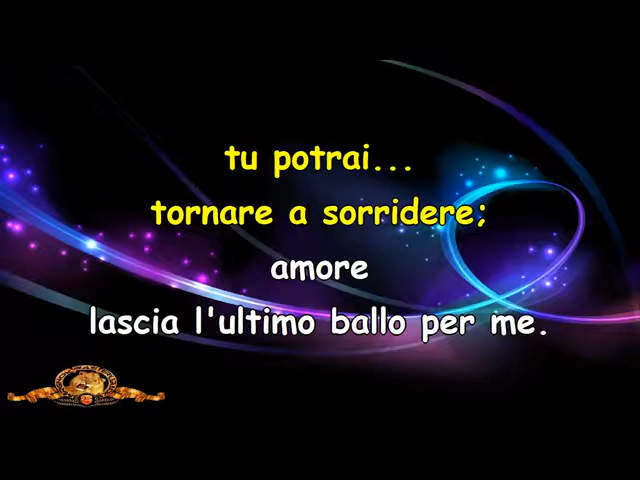 tu potrai...
tornare a sorridere;
amore
lascia l'ultimo ballo per me.